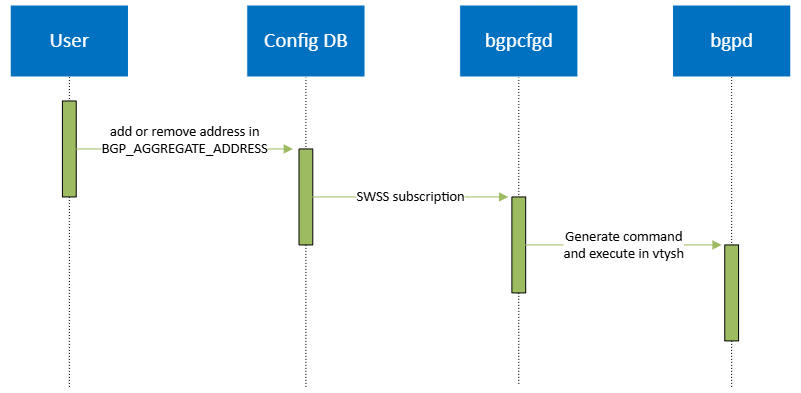 User
Config DB
bgpcfgd
bgpd
add or remove address in
BGP_AGGREGATE_ADDRESS
SWSS subscription
Generate command
and execute in vtysh